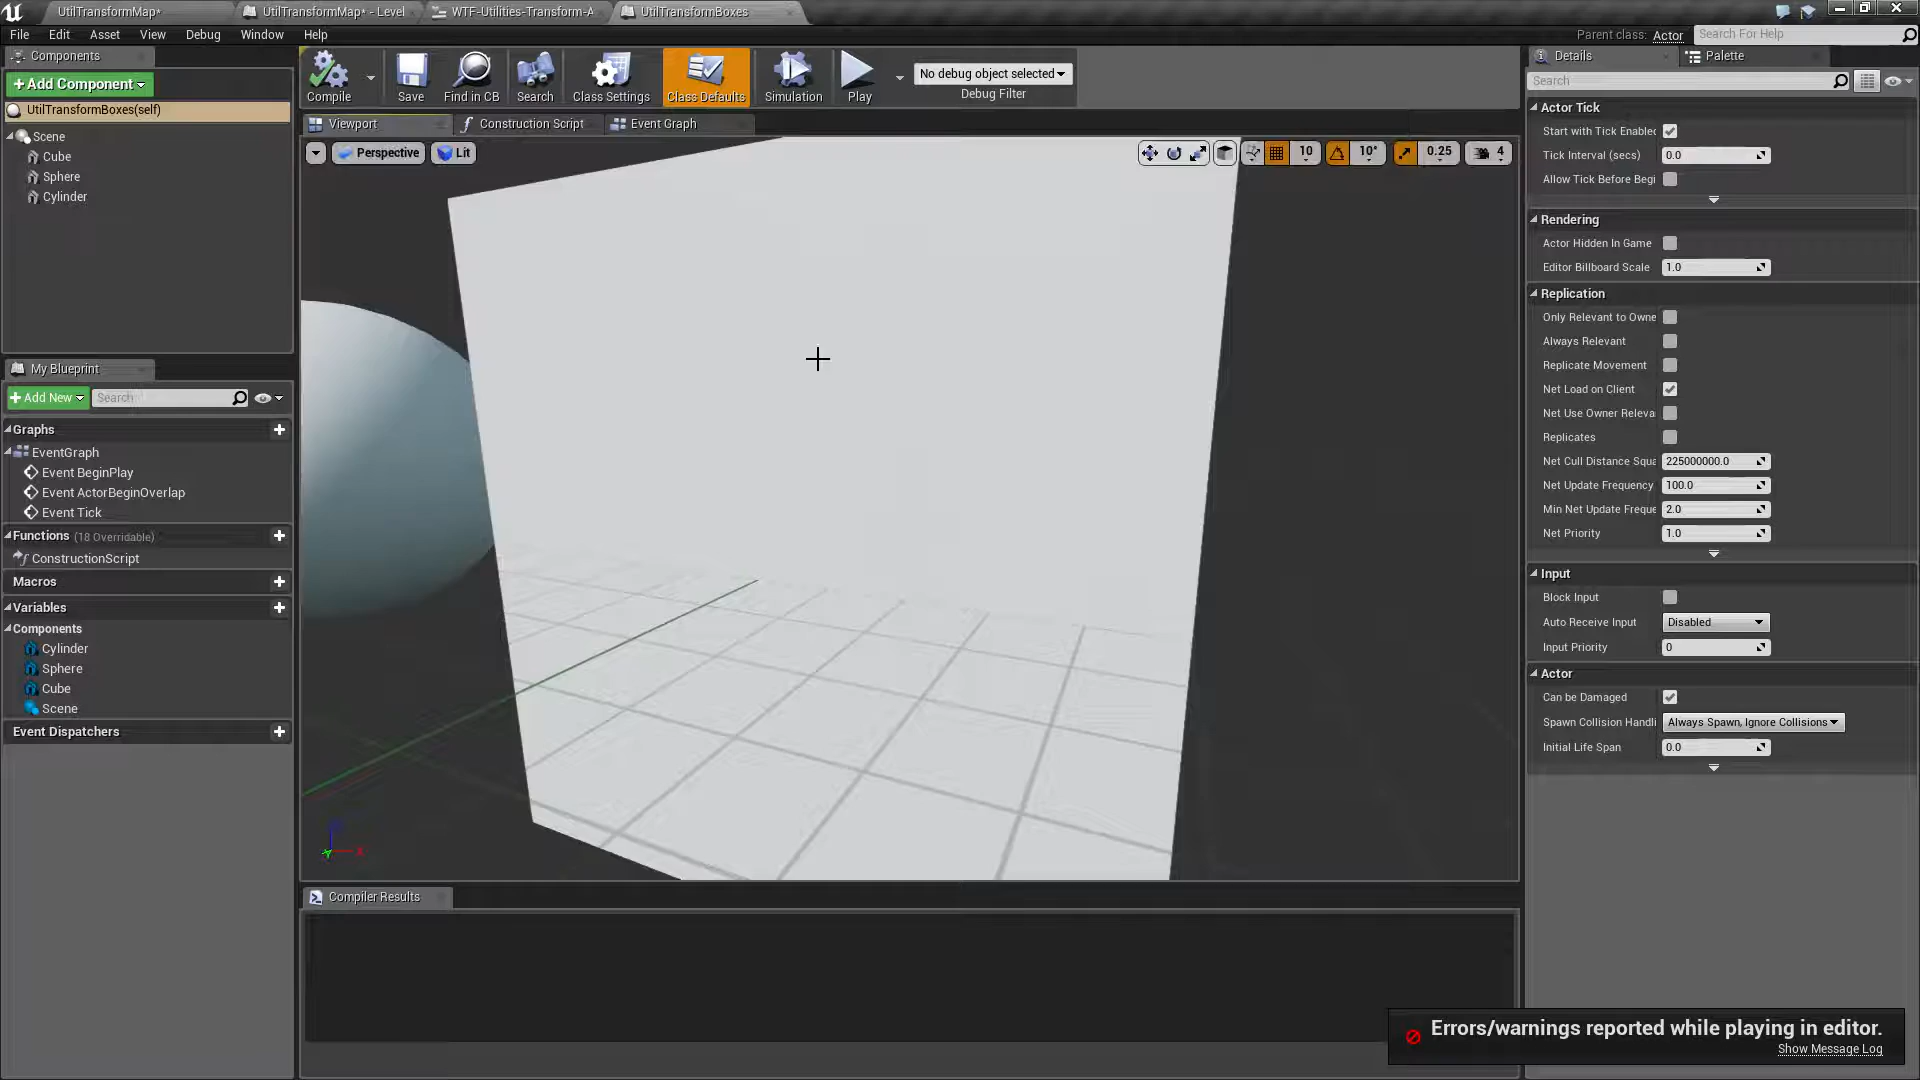 UtilTransformMap*
UtilTransformMap* - Level
WTF-Utilities-Transform-A
UtilTransformBoxes
File Edit Asset View Debug Window Help
Parent class: Actor
Search For Help
Components
+ Add Component
UtilTransformBoxes(self)
Scene
Cube
Sphere
Cylinder
Compile
Save
Find in CB
Search
Class Settings
Class Defaults
Simulation
Play
No debug object selected
Debug Filter
Viewport
Construction Script
Event Graph
Perspective
Lit
10
10°
0.25
4
My Blueprint
+ Add New
Search
Graphs
EventGraph
Event BeginPlay
Event ActorBeginOverlap
Event Tick
Functions (18 Overridable)
ConstructionScript
Macros
Variables
Components
Cylinder
Sphere
Cube
Scene
Event Dispatchers
X
Compiler Results
Details
Palette
Search
Actor Tick
Start with Tick Enabled
Tick Interval (secs) 0.0
Allow Tick Before Begi
Rendering
Actor Hidden In Game
Editor Billboard Scale 1.0
Replication
Only Relevant to Owne
Always Relevant
Replicate Movement
Net Load on Client
Net Use Owner Releva
Replicates
Net Cull Distance Squa 225000000.0
Net Update Frequency 100.0
Min Net Update Freque 2.0
Net Priority 1.0
Input
Block Input
Auto Receive Input Disabled
Input Priority 0
Actor
Can be Damaged
Spawn Collision Handli Always Spawn, Ignore Collisions
Initial Life Span 0.0
Errors/warnings reported while playing in editor.
Show Message Log